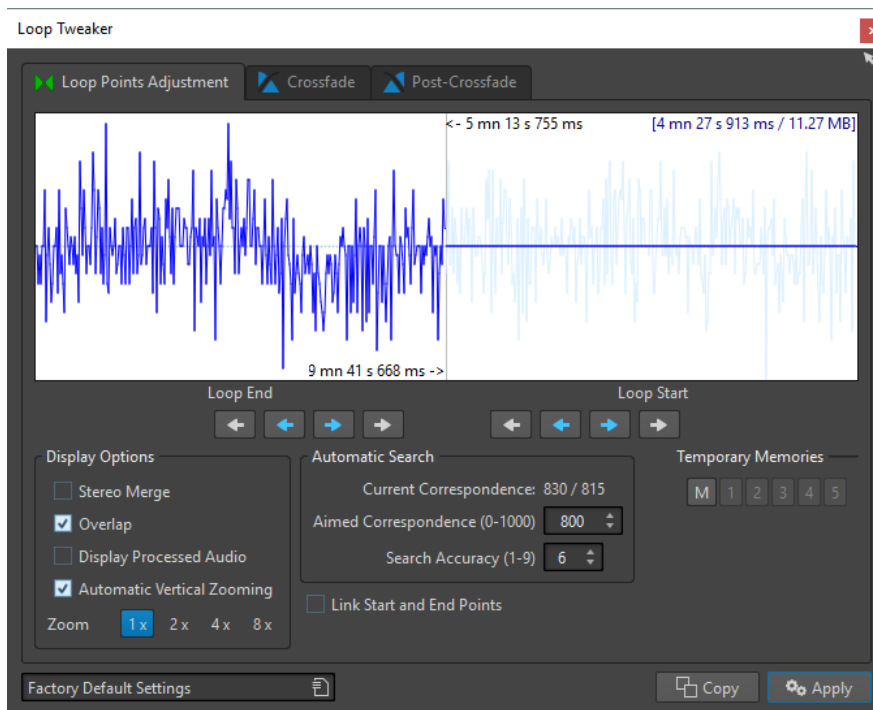 Loop Tweaker
Loop Points Adjustment Crossfade Post-Crossfade
<- 5 mn 13 s 755 ms [4 mn 27 s 913 ms / 11.27 MB]
9 mn 41 s 668 ms ->
Loop End Loop Start
Display Options
Stereo Merge
Overlap
Display Processed Audio
Automatic Vertical Zooming
Zoom 1 x 2 x 4 x 8 x
Automatic Search
Current Correspondence: 830 / 815
Aimed Correspondence (0-1000) 800
Search Accuracy (1-9) 6
Link Start and End Points
Temporary Memories
M 1 2 3 4 5
Factory Default Settings Copy Apply